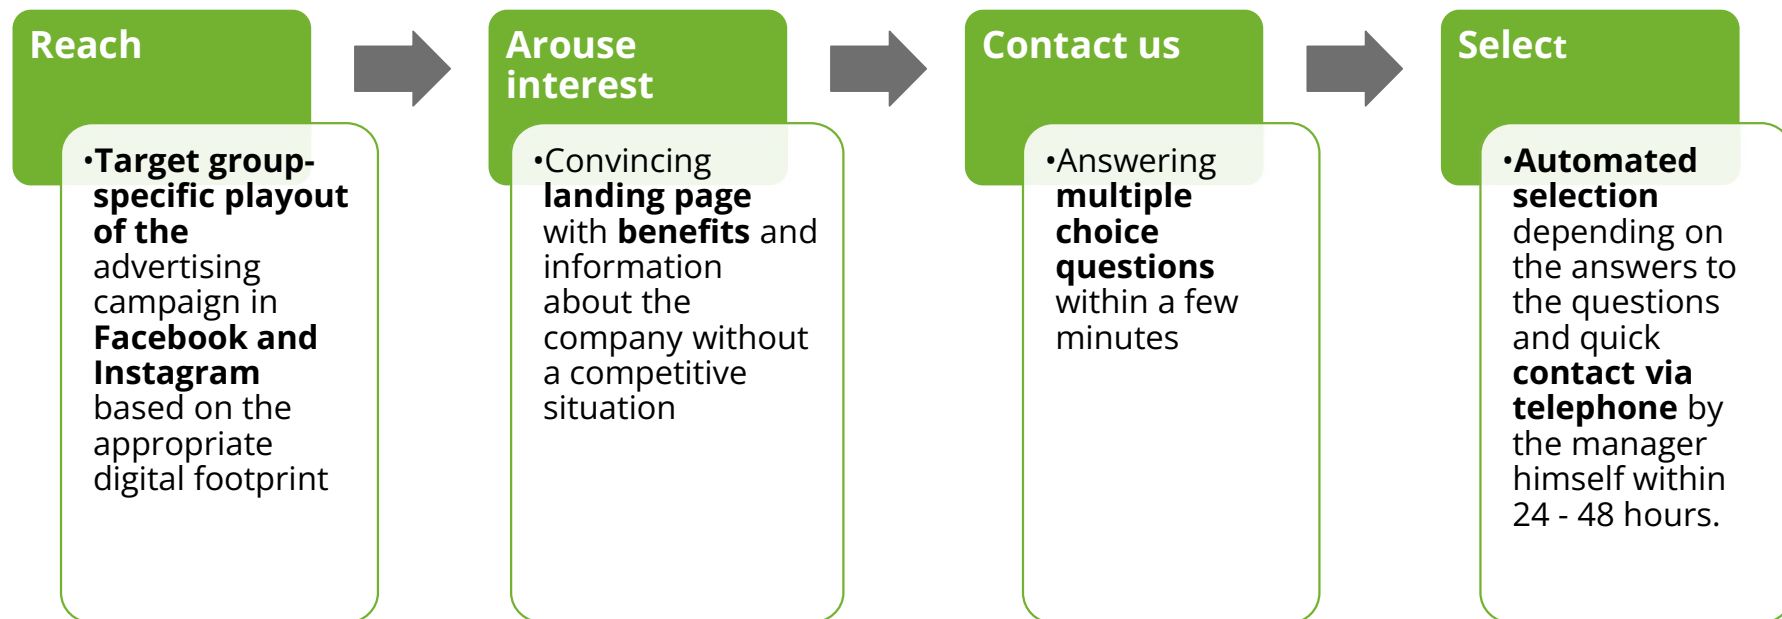 Reach
•Target group-
specific playout
of the
advertising
campaign in
Facebook and
Instagram
based on the
appropriate
digital footprint
Arouse
interest
•Convincing
landing page
with benefits and
information
about the
company without
a competitive
situation
Contact us
•Answering
multiple
choice
questions
within a few
minutes
Select
•Automated
selection
depending on
the answers to
the questions
and quick
contact via
telephone by
the manager
himself within
24 - 48 hours.